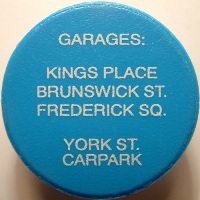 GARAGES:
KINGS PLACE
BRUNSWICK ST.
FREDERICK SQ.
YORK ST.
CARPARK